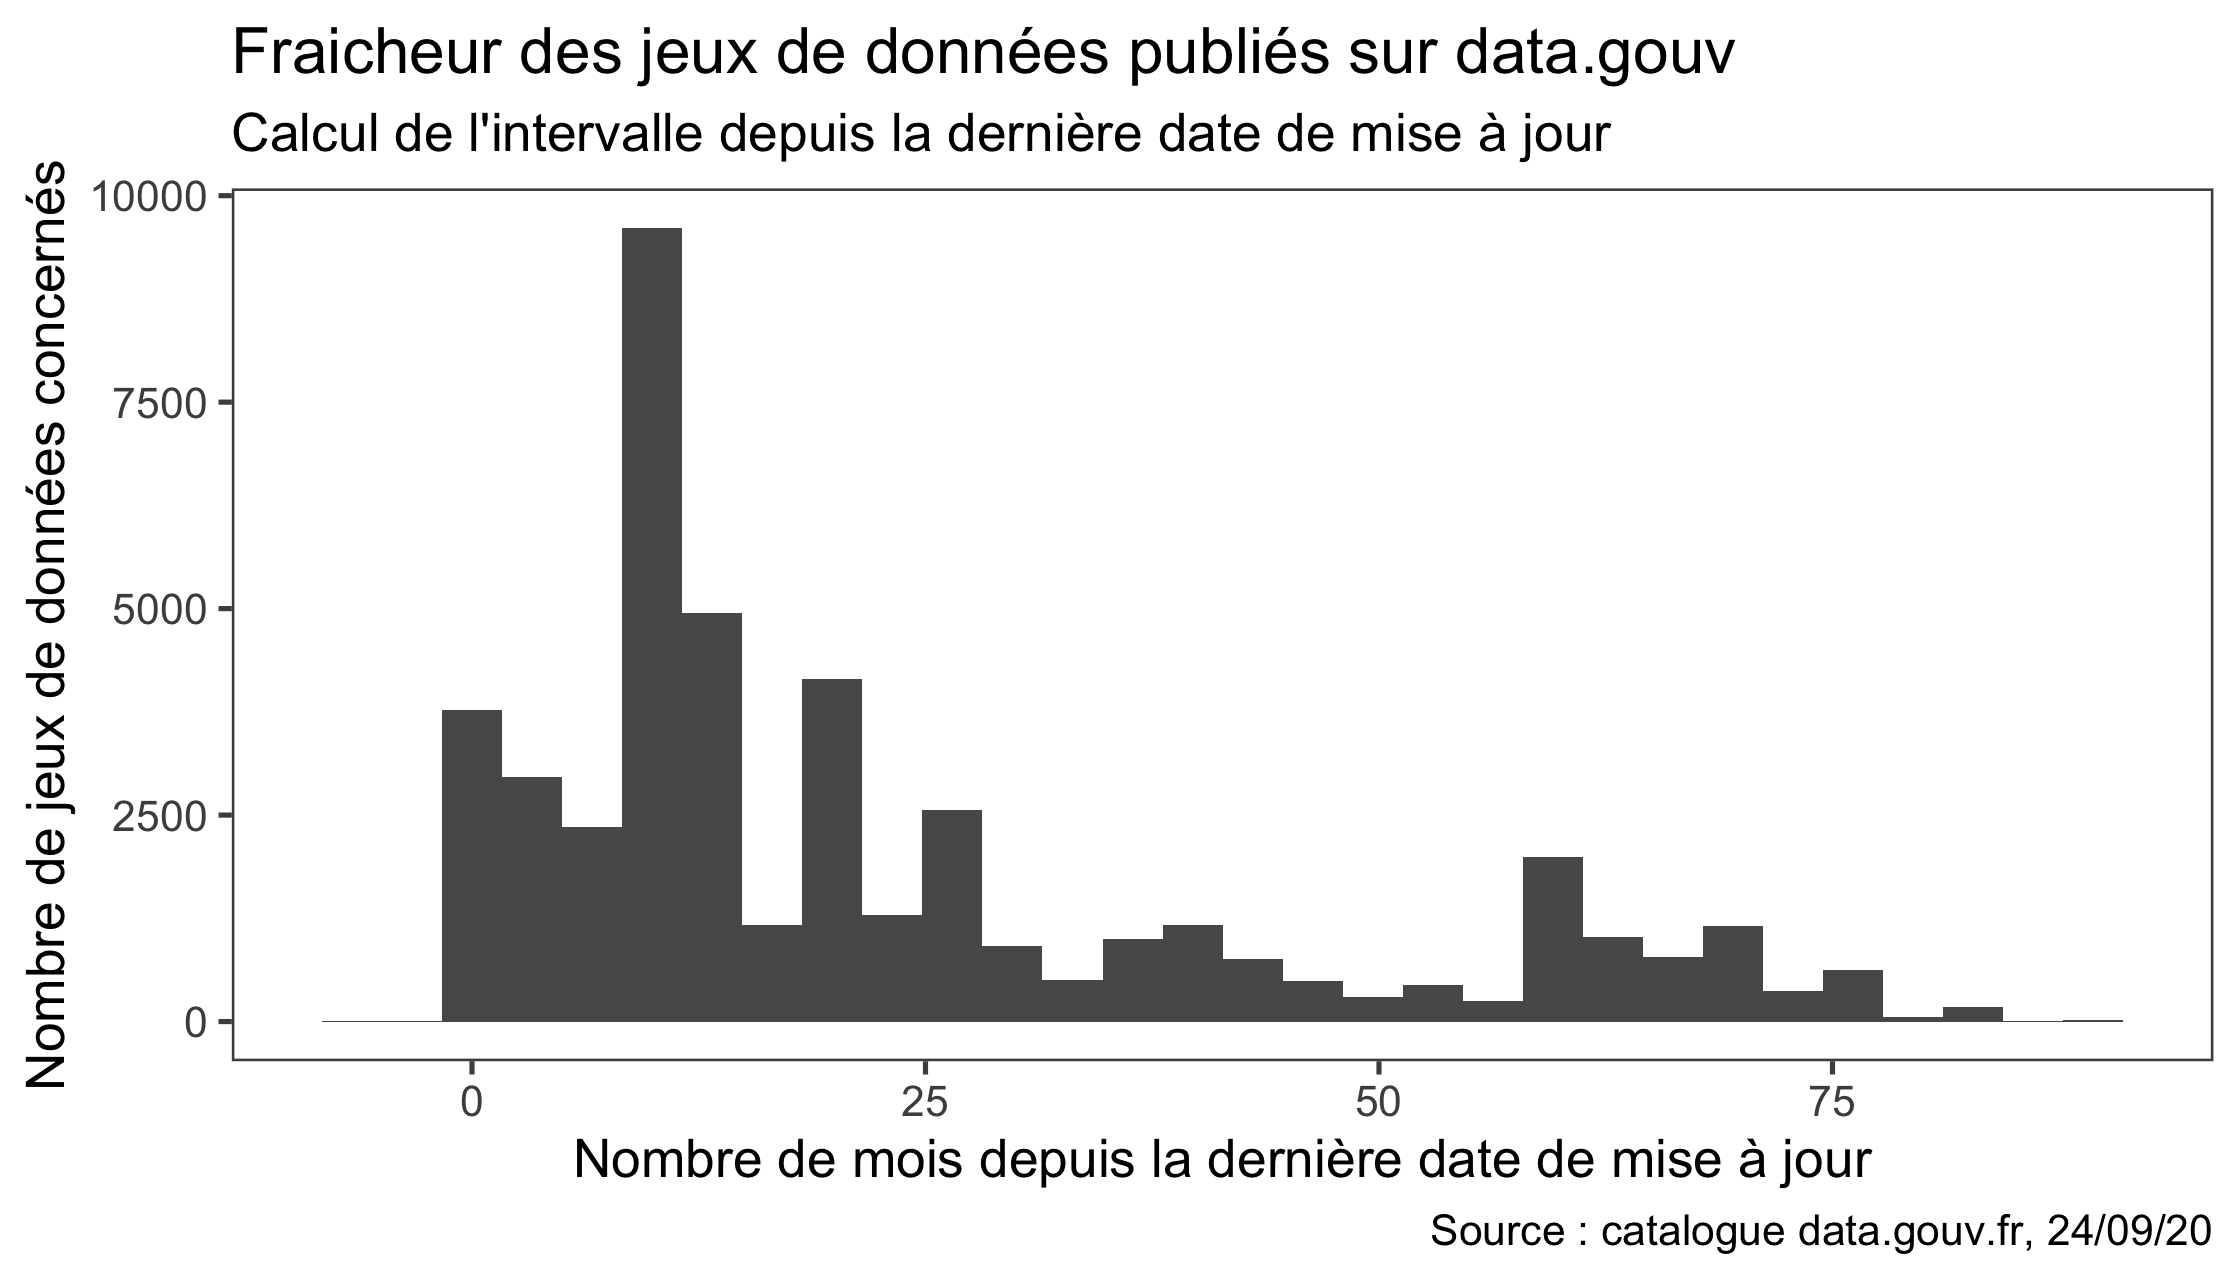 Fraicheur des jeux de données publiés sur data.gouv
Calcul de l'intervalle depuis la dernière date de mise à jour
Nombre de jeux de données concernés
10000
7500
5000
2500
0
0 25 50 75
Nombre de mois depuis la dernière date de mise à jour
Source : catalogue data.gouv.fr, 24/09/20